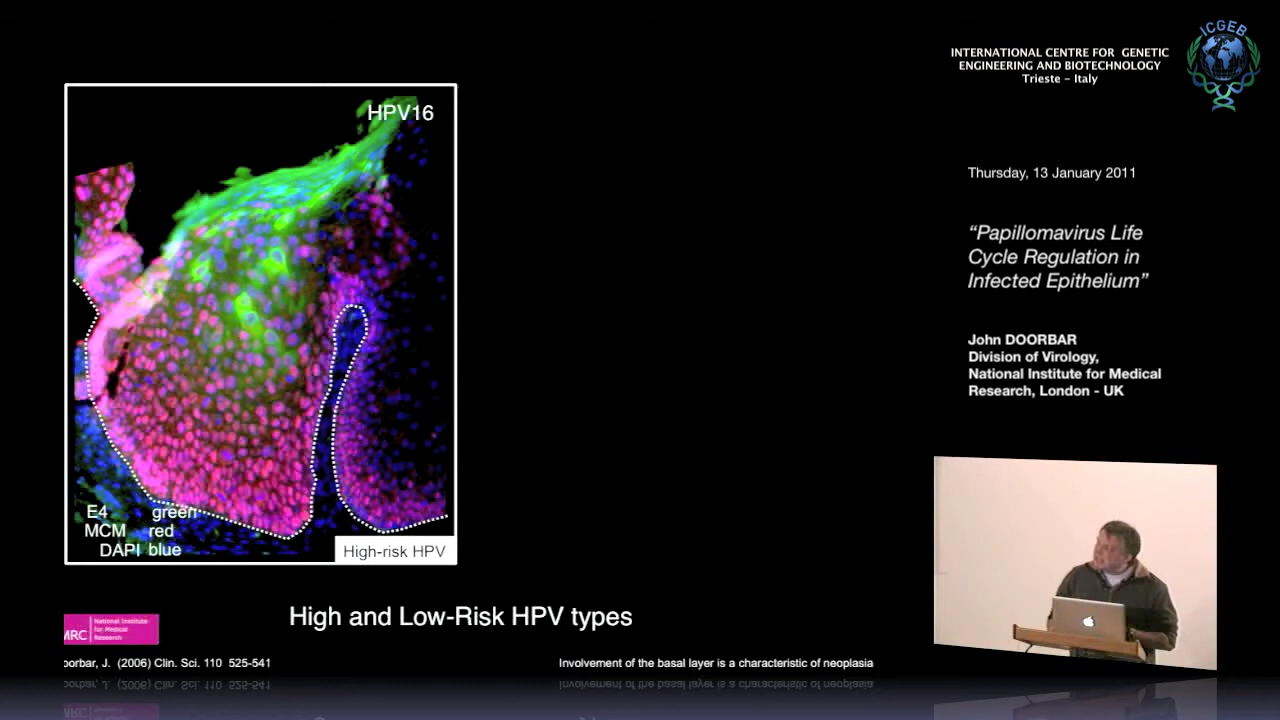 HPV16
E4 green
MCM red
DAPI blue
High-risk HPV
High and Low-Risk HPV types
MRC
National Institute
for Medical
Research
oorbar, J. (2006) Clin. Sci. 110 525-541
Involvement of the basal layer is a characteristic of neoplasia
ICGEB
INTERNATIONAL CENTRE FOR GENETIC
ENGINEERING AND BIOTECHNOLOGY
Trieste – Italy
Thursday, 13 January 2011
“Papillomavirus Life
Cycle Regulation in
Infected Epithelium”
John DOORBAR
Division of Virology,
National Institute for Medical
Research, London - UK